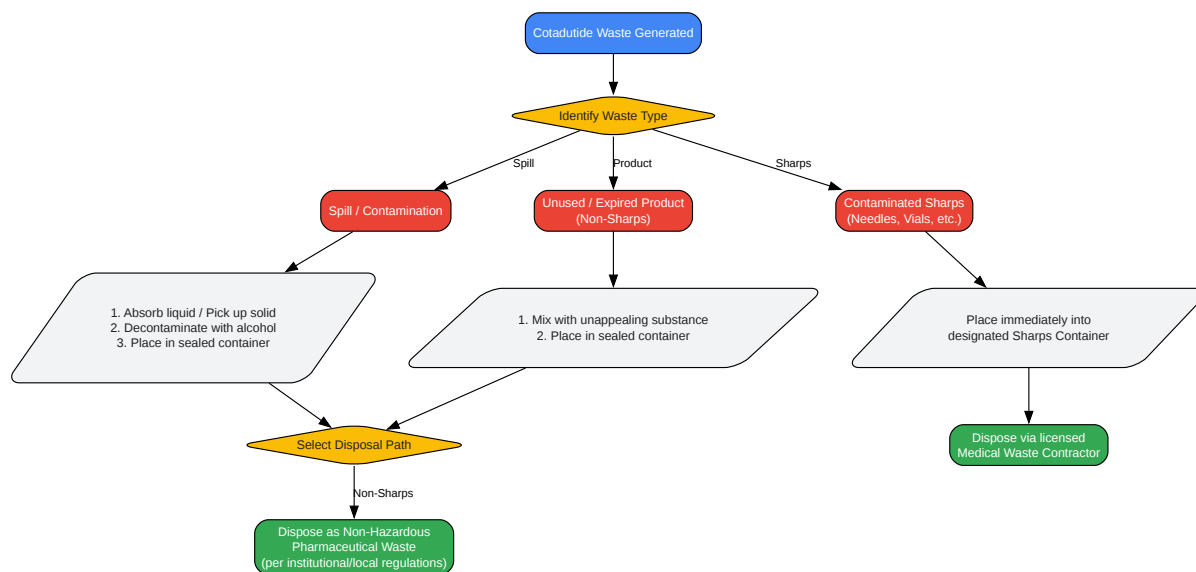 Cotadutide Waste Generated
Identify Waste Type
Spill
Product
Sharps
Spill / Contamination
Unused / Expired Product
(Non-Sharps)
Contaminated Sharps
(Needles, Vials, etc.)
1. Absorb liquid / Pick up solid
2. Decontaminate with alcohol
3. Place in sealed container
1. Mix with unappealing substance
2. Place in sealed container
Place immediately into
designated Sharps Container
Select Disposal Path
Dispose via licensed
Medical Waste Contractor
Non-Sharps
Dispose as Non-Hazardous
Pharmaceutical Waste
(per institutional/local regulations)